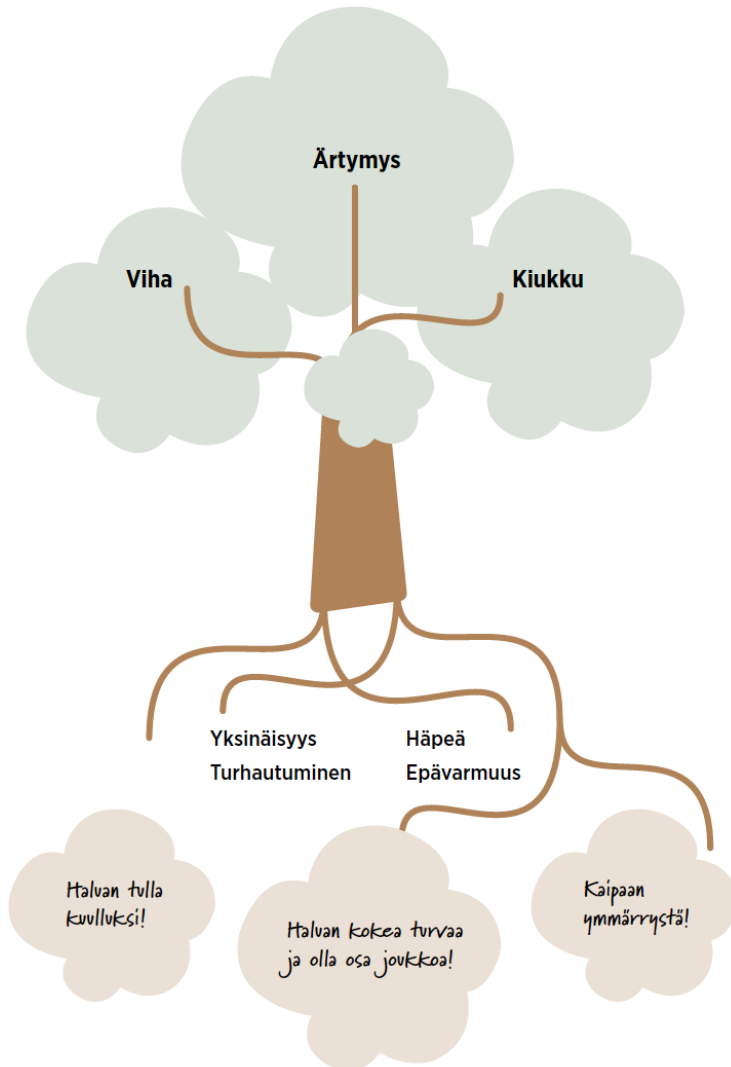 Ärtymys
Viha
Kiukku
Yksinäisyys
Turhautuminen
Häpeä
Epävarmuus
Haluan tulla
kuulluksi!
Haluan kokea turvaa
ja olla osa joukkoa!
Kaipaan
ymmärrystä!